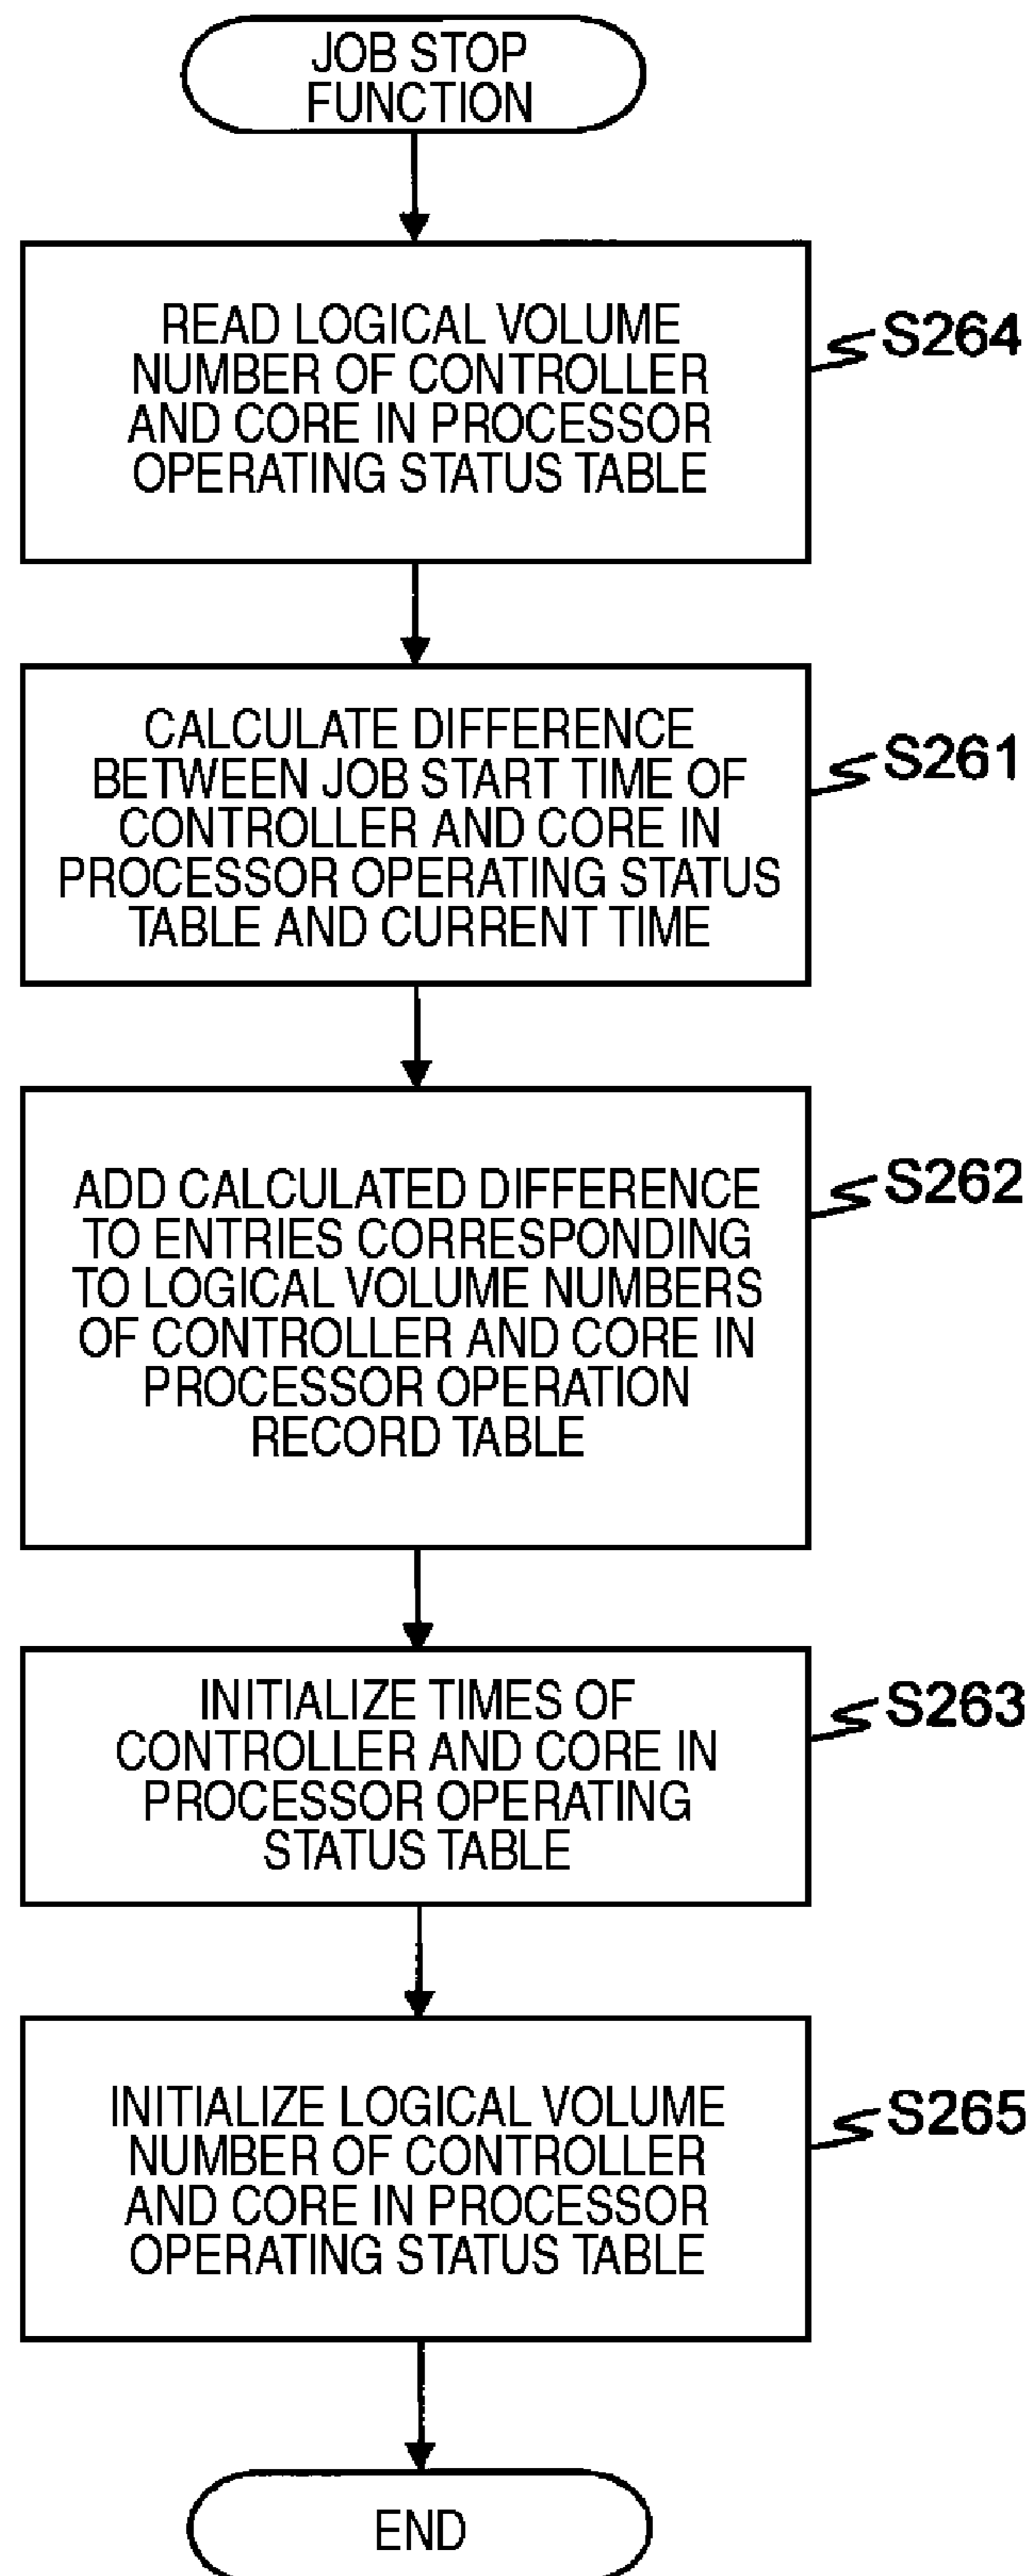 JOB STOP
FUNCTION
READ LOGICAL VOLUME
NUMBER OF CONTROLLER
AND CORE IN PROCESSOR
OPERATING STATUS TABLE
S264
CALCULATE DIFFERENCE
BETWEEN JOB START TIME OF
CONTROLLER AND CORE IN
PROCESSOR OPERATING STATUS
TABLE AND CURRENT TIME
S261
ADD CALCULATED DIFFERENCE
TO ENTRIES CORRESPONDING
TO LOGICAL VOLUME NUMBERS
OF CONTROLLER AND CORE IN
PROCESSOR OPERATION
RECORD TABLE
S262
INITIALIZE TIMES OF
CONTROLLER AND CORE IN
PROCESSOR OPERATING
STATUS TABLE
S263
INITIALIZE LOGICAL VOLUME
NUMBER OF CONTROLLER
AND CORE IN PROCESSOR
OPERATING STATUS TABLE
S265
END